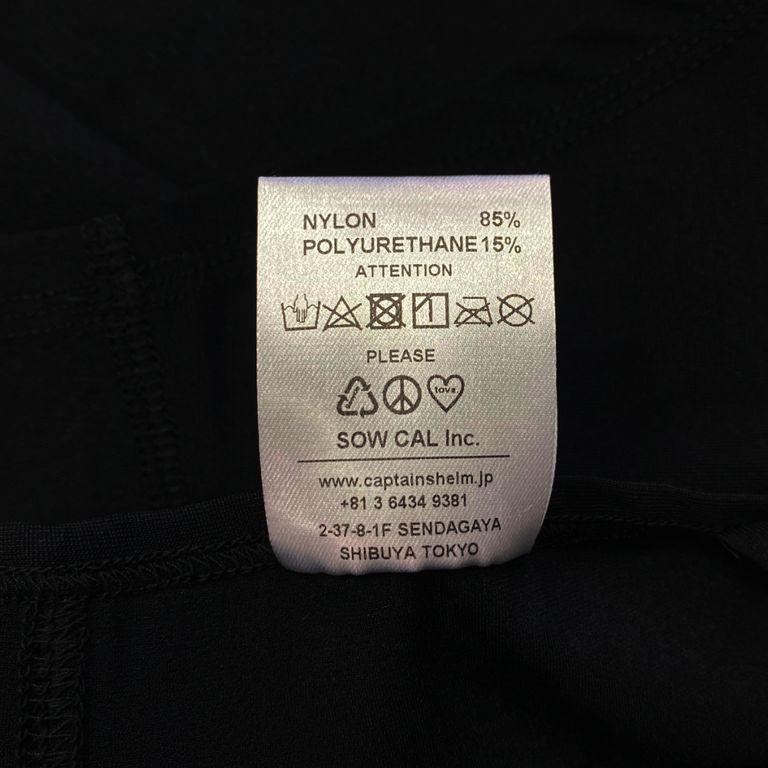 NYLON 85%
POLYURETHANE 15%
ATTENTION
PLEASE
love.
SOW CAL Inc.
www.captainshelm.jp
+81 3 6434 9381
2-37-8-1F SENDAGAYA
SHIBUYA TOKYO